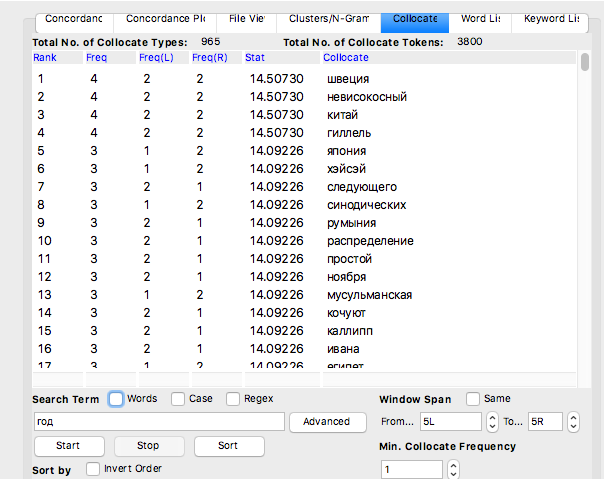 Concordanc Concordance Plo File Vie Clusters/N-Gram Collocate Word Lis Keyword Lis
Total No. of Collocate Types: 965 Total No. of Collocate Tokens: 3800
Rank Freq Freq(L) Freq(R) Stat Collocate
1 4 2 2 14.50730 швеция
2 4 2 2 14.50730 невисокосный
3 4 2 2 14.50730 китай
4 4 2 2 14.50730 гиллель
5 3 1 2 14.09226 япония
6 3 1 2 14.09226 хэйсэй
7 3 2 1 14.09226 следующего
8 3 1 2 14.09226 синодических
9 3 2 1 14.09226 румыния
10 3 2 1 14.09226 распределение
11 3 2 1 14.09226 простой
12 3 2 1 14.09226 ноября
13 3 1 2 14.09226 мусульманская
14 3 2 1 14.09226 кочуют
15 3 2 1 14.09226 каллипп
16 3 2 1 14.09226 ивана
17 3 1 2 14.09226 египет
Search Term Words Case Regex Window Span Same
год Advanced From... 5L To... 5R
Start Stop Sort Min. Collocate Frequency
Sort by Invert Order 1